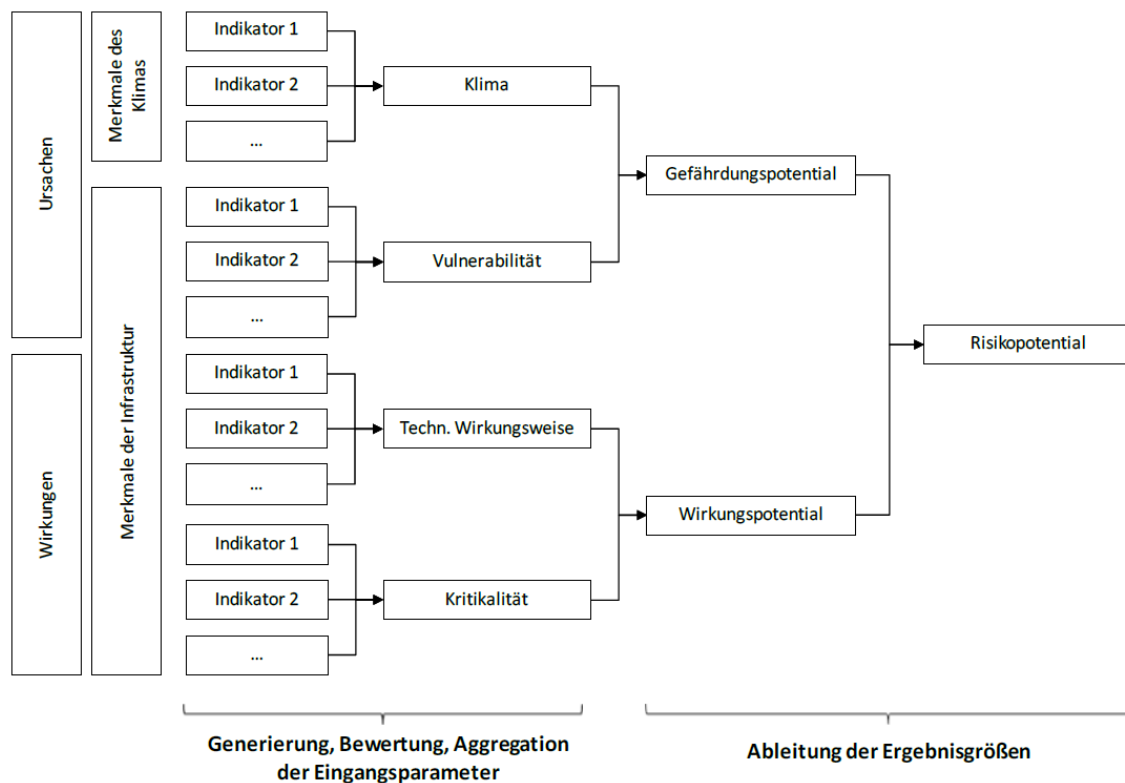 Ursachen
Merkmale des
Klimas
Indikator 1
Indikator 2
...
Klima
Merkmale der Infrastruktur
Indikator 1
Indikator 2
...
Vulnerabilität
Gefährdungspotential
Wirkungen
Indikator 1
Indikator 2
...
Techn. Wirkungsweise
Indikator 1
Indikator 2
...
Kritikalität
Wirkungspotential
Risikopotential
Generierung, Bewertung, Aggregation
der Eingangsparameter
Ableitung der Ergebnisgrößen